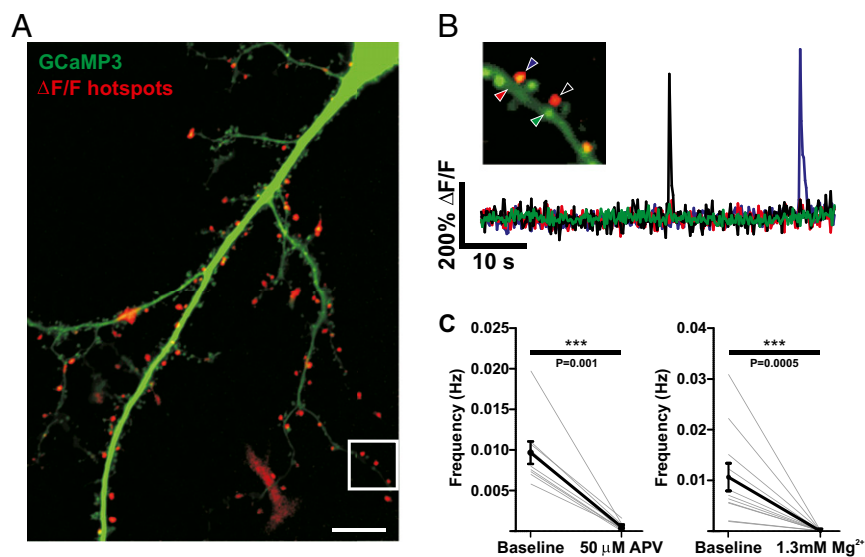 A
GCaMP3
ΔF/F hotspots
B
200% ΔF/F
10 s
C
0.025
0.020
0.015
0.010
0.005
Frequency (Hz)
***
P=0.001
Baseline
50 μM APV
0.04
0.03
0.02
0.01
Frequency (Hz)
***
P=0.0005
Baseline
1.3mM Mg²⁺